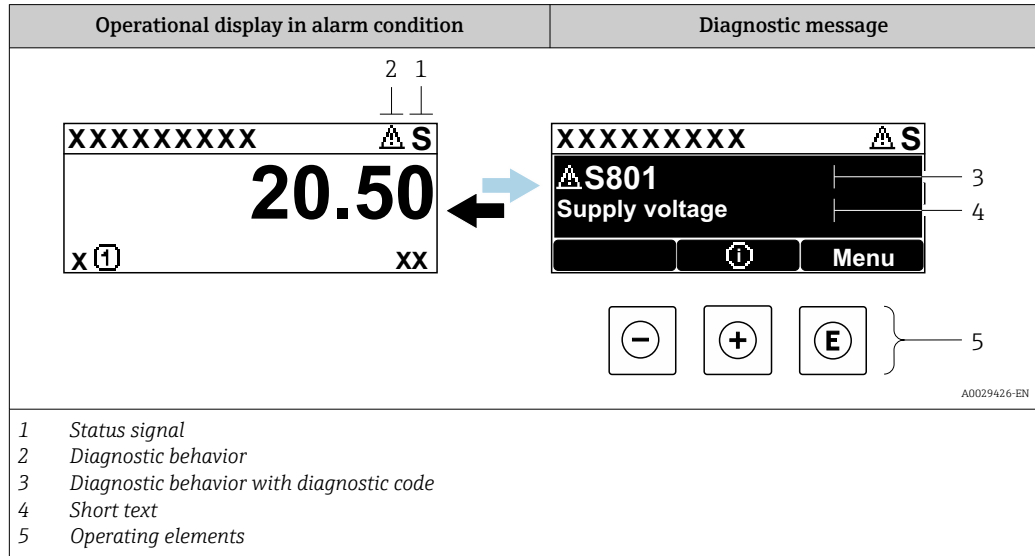 Operational display in alarm condition
Diagnostic message
2 1
XXXXXXXXX ⚠ S
20.50
X 1 XX
XXXXXXXXX ⚠ S
⚠ S801 3
Supply voltage 4
i Menu
− + E 5
A0029426-EN
1 Status signal
2 Diagnostic behavior
3 Diagnostic behavior with diagnostic code
4 Short text
5 Operating elements